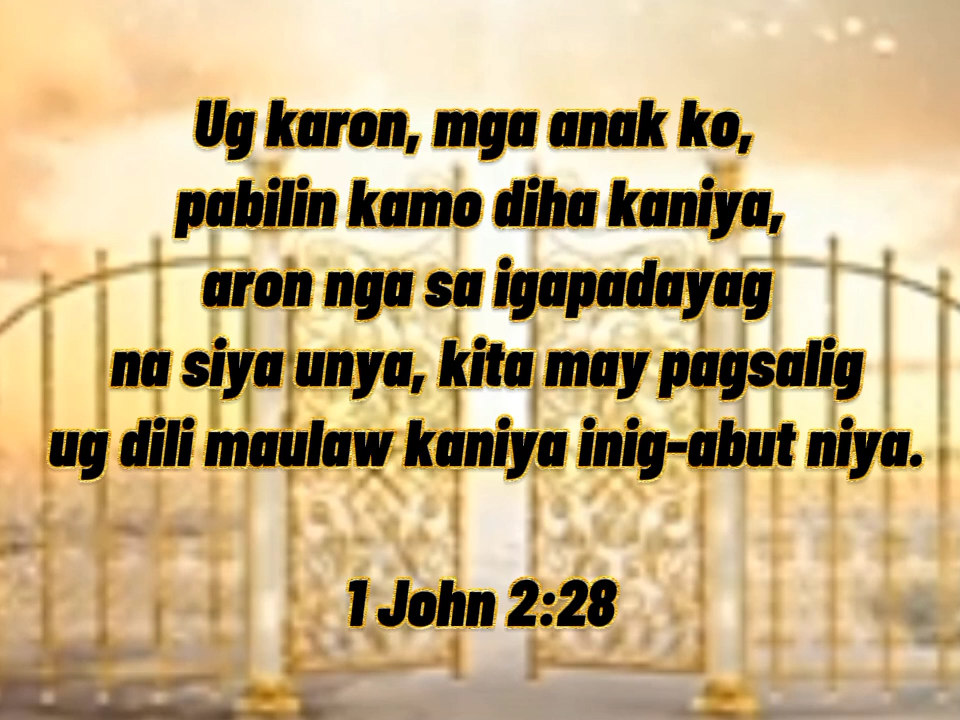 Ug karon, mga anak ko,
pabilin kamo diha kaniya,
aron nga sa igapadayag
na siya unya, kita may pagsalig
ug dili maulaw kaniya inig-abut niya.
1 John 2:28